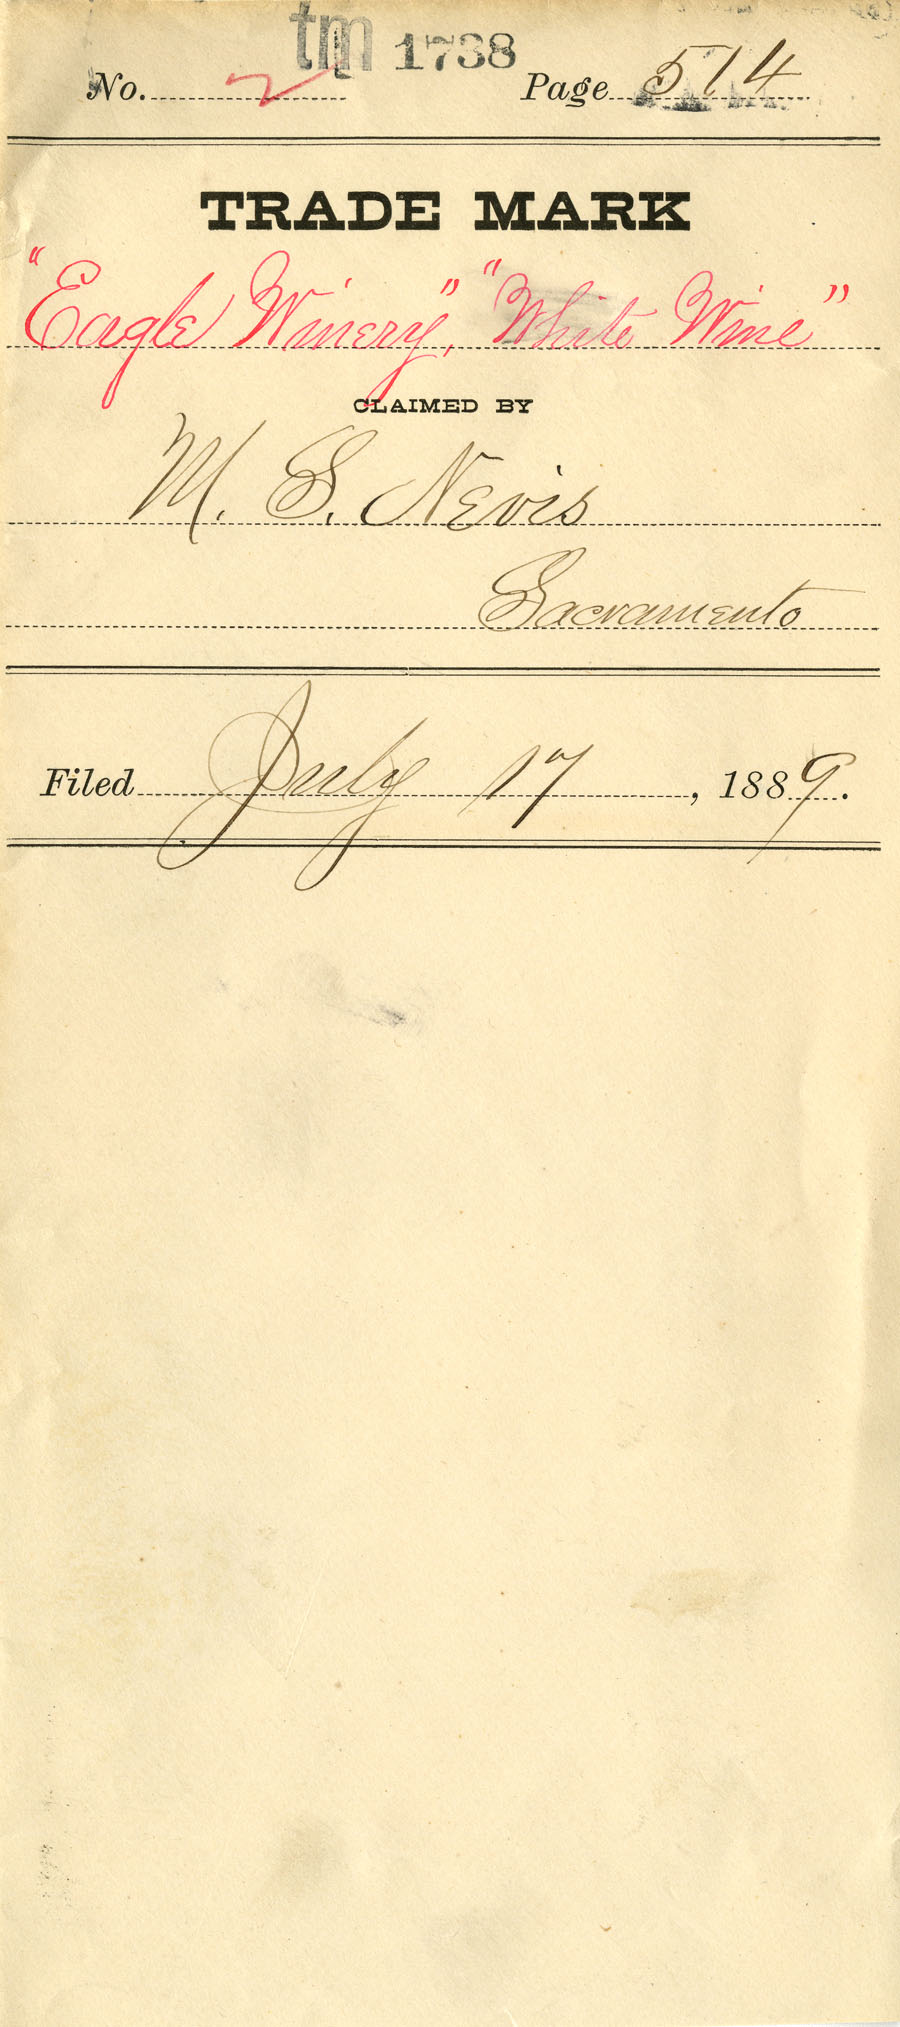 tm 1738
No. 2 Page 514
TRADE MARK
"Eagle Winery", "White Wine"
CLAIMED BY
M. S. Nevis
Sacramento
Filed July 17, 1889.